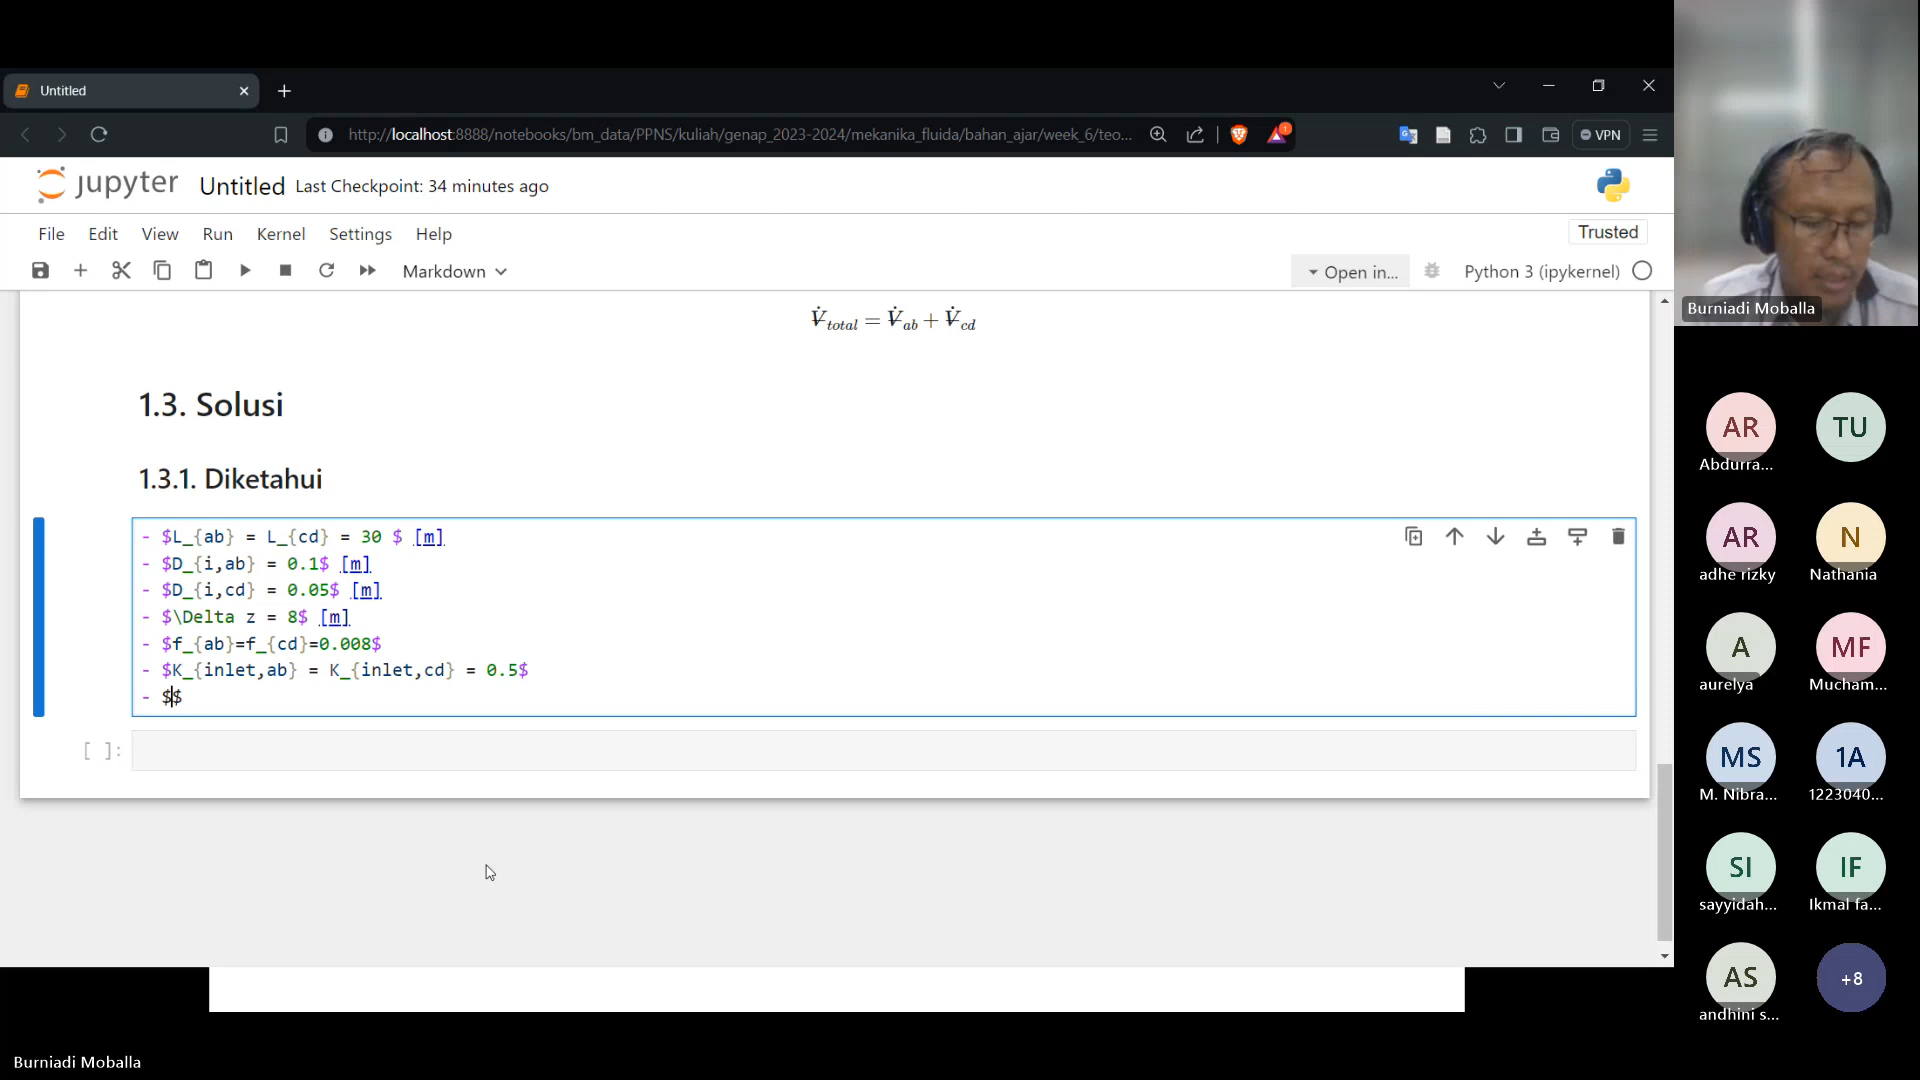 Untitled
http://localhost:8888/notebooks/bm_data/PPNS/kuliah/genap_2023-2024/mekanika_fluida/bahan_ajar/week_6/teo...
1
VPN
jupyter Untitled Last Checkpoint: 34 minutes ago
File Edit View Run Kernel Settings Help
Trusted
Markdown
Open in...
Python 3 (ipykernel)
V̇total = V̇ab + V̇cd
1.3. Solusi
1.3.1. Diketahui
- $L_{ab} = L_{cd} = 30 $ [m]
- $D_{i,ab} = 0.1$ [m]
- $D_{i,cd} = 0.05$ [m]
- $\Delta z = 8$ [m]
- $f_{ab}=f_{cd}=0.008$
- $K_{inlet,ab} = K_{inlet,cd} = 0.5$
- $$
[ ]:
Burniadi Moballa
AR
TU
Abdurra...
AR
N
adhe rizky
Nathania
A
MF
aurelya
Mucham...
MS
1A
M. Nibra...
1223040...
SI
IF
sayyidah...
Ikmal fa...
AS
+8
andhini s...
Burniadi Moballa